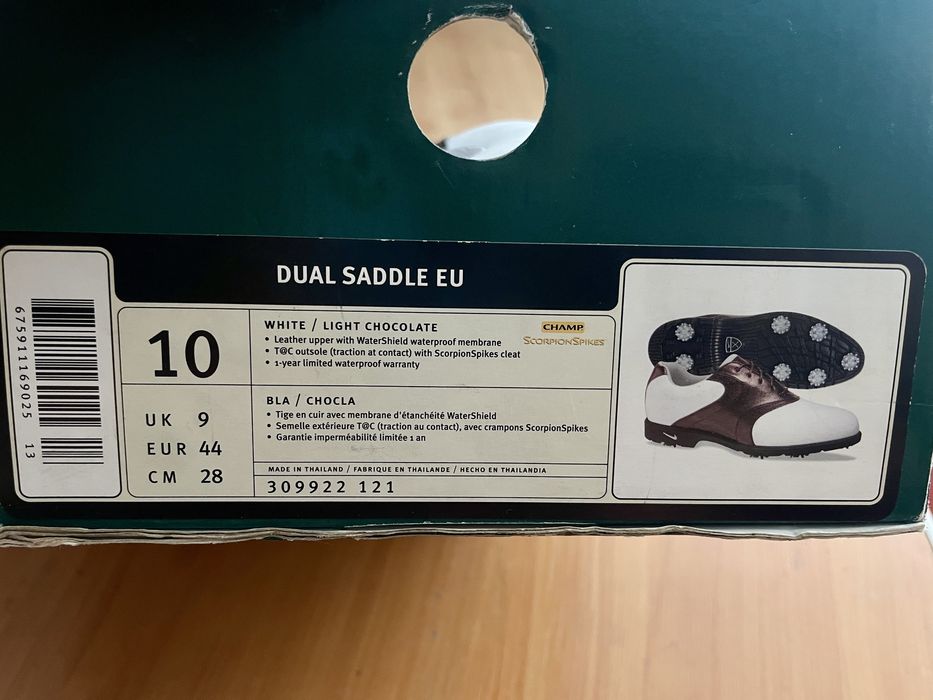 DUAL SADDLE EU
675911169025 13
10
UK 9
EUR 44
CM 28
WHITE / LIGHT CHOCOLATE
• Leather upper with WaterShield waterproof membrane
• T@C outsole (traction at contact) with ScorpionSpikes cleat
• 1-year limited waterproof warranty
CHAMP
SCORPIONSPIKES
BLA / CHOCLA
• Tige en cuir avec membrane d'étanchéité WaterShield
• Semelle extérieure T@C (traction au contact), avec crampons ScorpionSpikes
• Garantie imperméabilité limitée 1 an
MADE IN THAILAND / FABRIQUE EN THAILANDE / HECHO EN THAILANDIA
309922 121